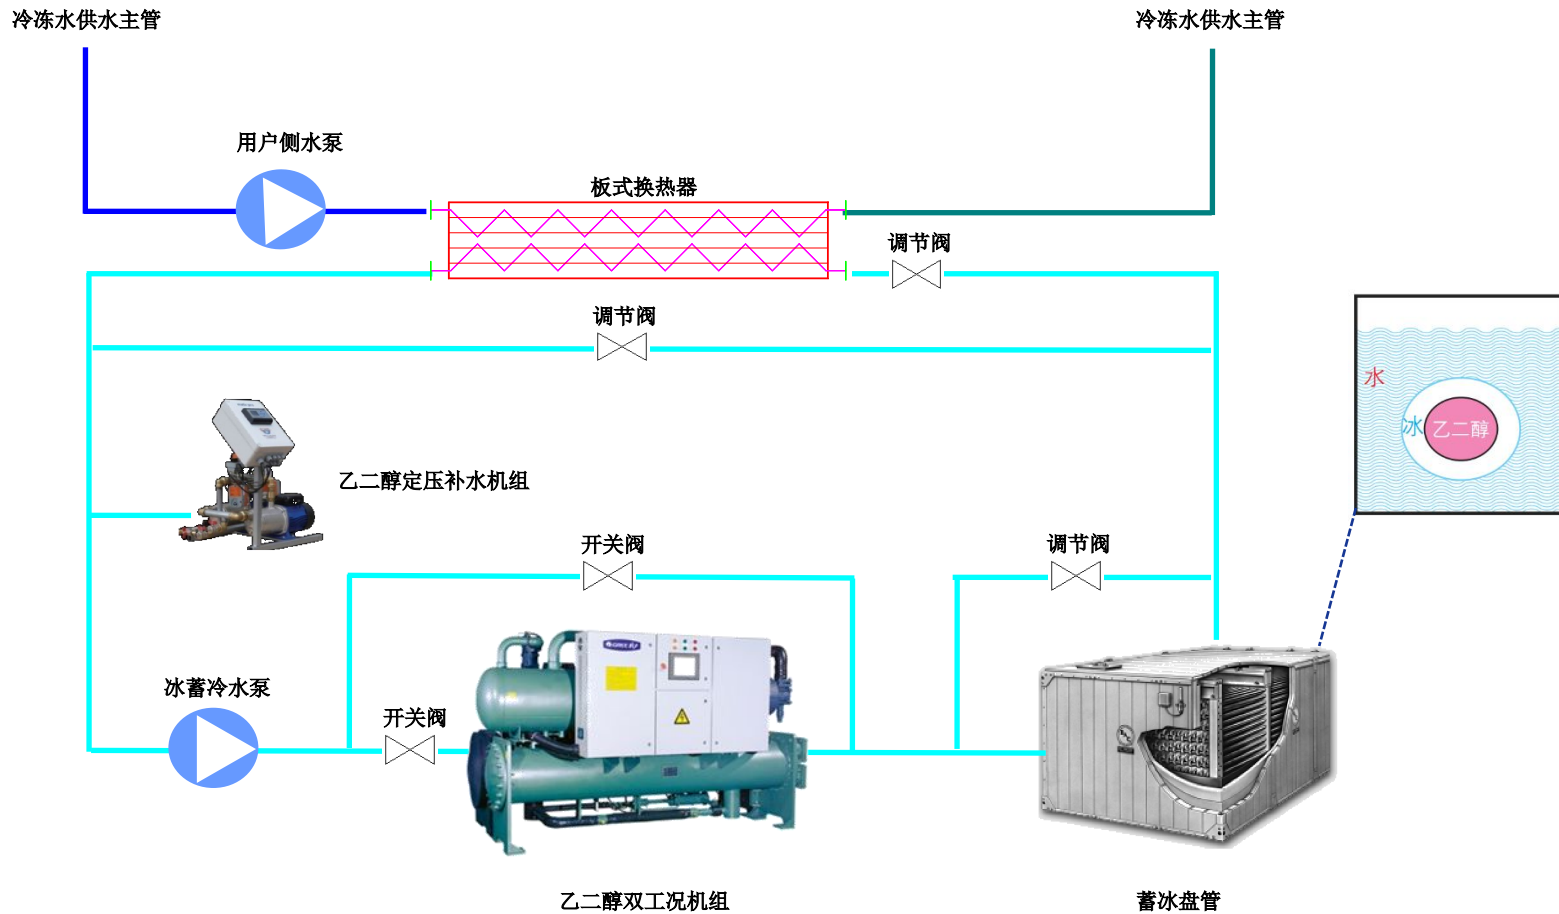 冷冻水供水主管
冷冻水供水主管
用户侧水泵
板式换热器
调节阀
调节阀
水
冰
乙二醇
乙二醇定压补水机组
开关阀
调节阀
冰蓄冷水泵
开关阀
乙二醇双工况机组
蓄冰盘管